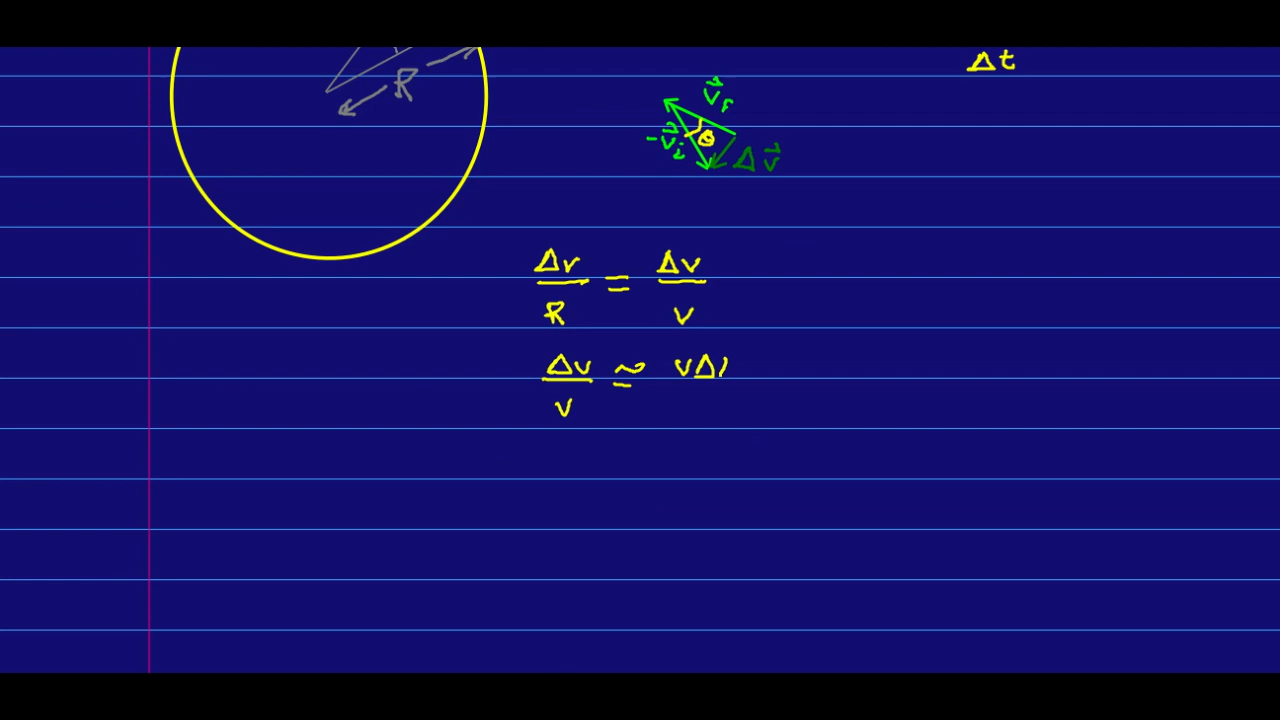 Δt
R
v⃗f
-v⃗i
θ
Δv⃗
Δr/R = Δv/v
Δv/v ≃ vΔ